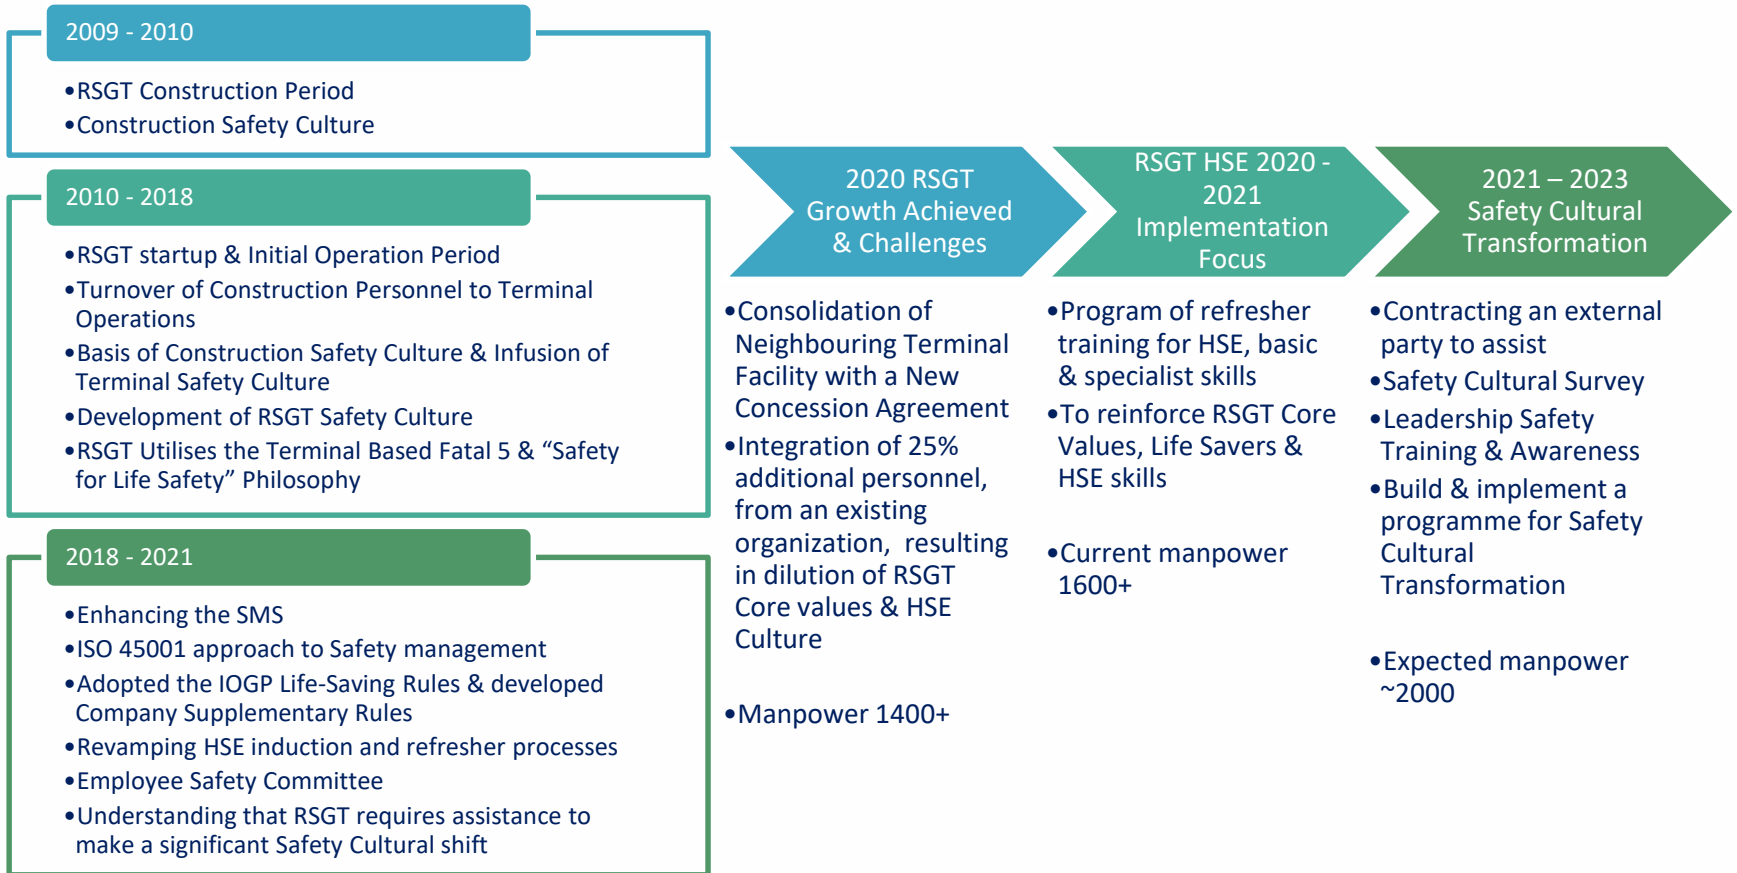 2009 - 2010
•RSGT Construction Period
•Construction Safety Culture
2010 - 2018
•RSGT startup & Initial Operation Period
•Turnover of Construction Personnel to Terminal
Operations
•Basis of Construction Safety Culture & Infusion of
Terminal Safety Culture
•Development of RSGT Safety Culture
•RSGT Utilises the Terminal Based Fatal 5 & “Safety
for Life Safety” Philosophy
2018 - 2021
•Enhancing the SMS
•ISO 45001 approach to Safety management
•Adopted the IOGP Life-Saving Rules & developed
Company Supplementary Rules
•Revamping HSE induction and refresher processes
•Employee Safety Committee
•Understanding that RSGT requires assistance to
make a significant Safety Cultural shift
2020 RSGT
Growth Achieved
& Challenges
•Consolidation of
Neighbouring Terminal
Facility with a New
Concession Agreement
•Integration of 25%
additional personnel,
from an existing
organization, resulting
in dilution of RSGT
Core values & HSE
Culture
•Manpower 1400+
RSGT HSE 2020 -
2021
Implementation
Focus
•Program of refresher
training for HSE, basic
& specialist skills
•To reinforce RSGT Core
Values, Life Savers &
HSE skills
•Current manpower
1600+
2021 – 2023
Safety Cultural
Transformation
•Contracting an external
party to assist
•Safety Cultural Survey
•Leadership Safety
Training & Awareness
•Build & implement a
programme for Safety
Cultural
Transformation
•Expected manpower
~2000